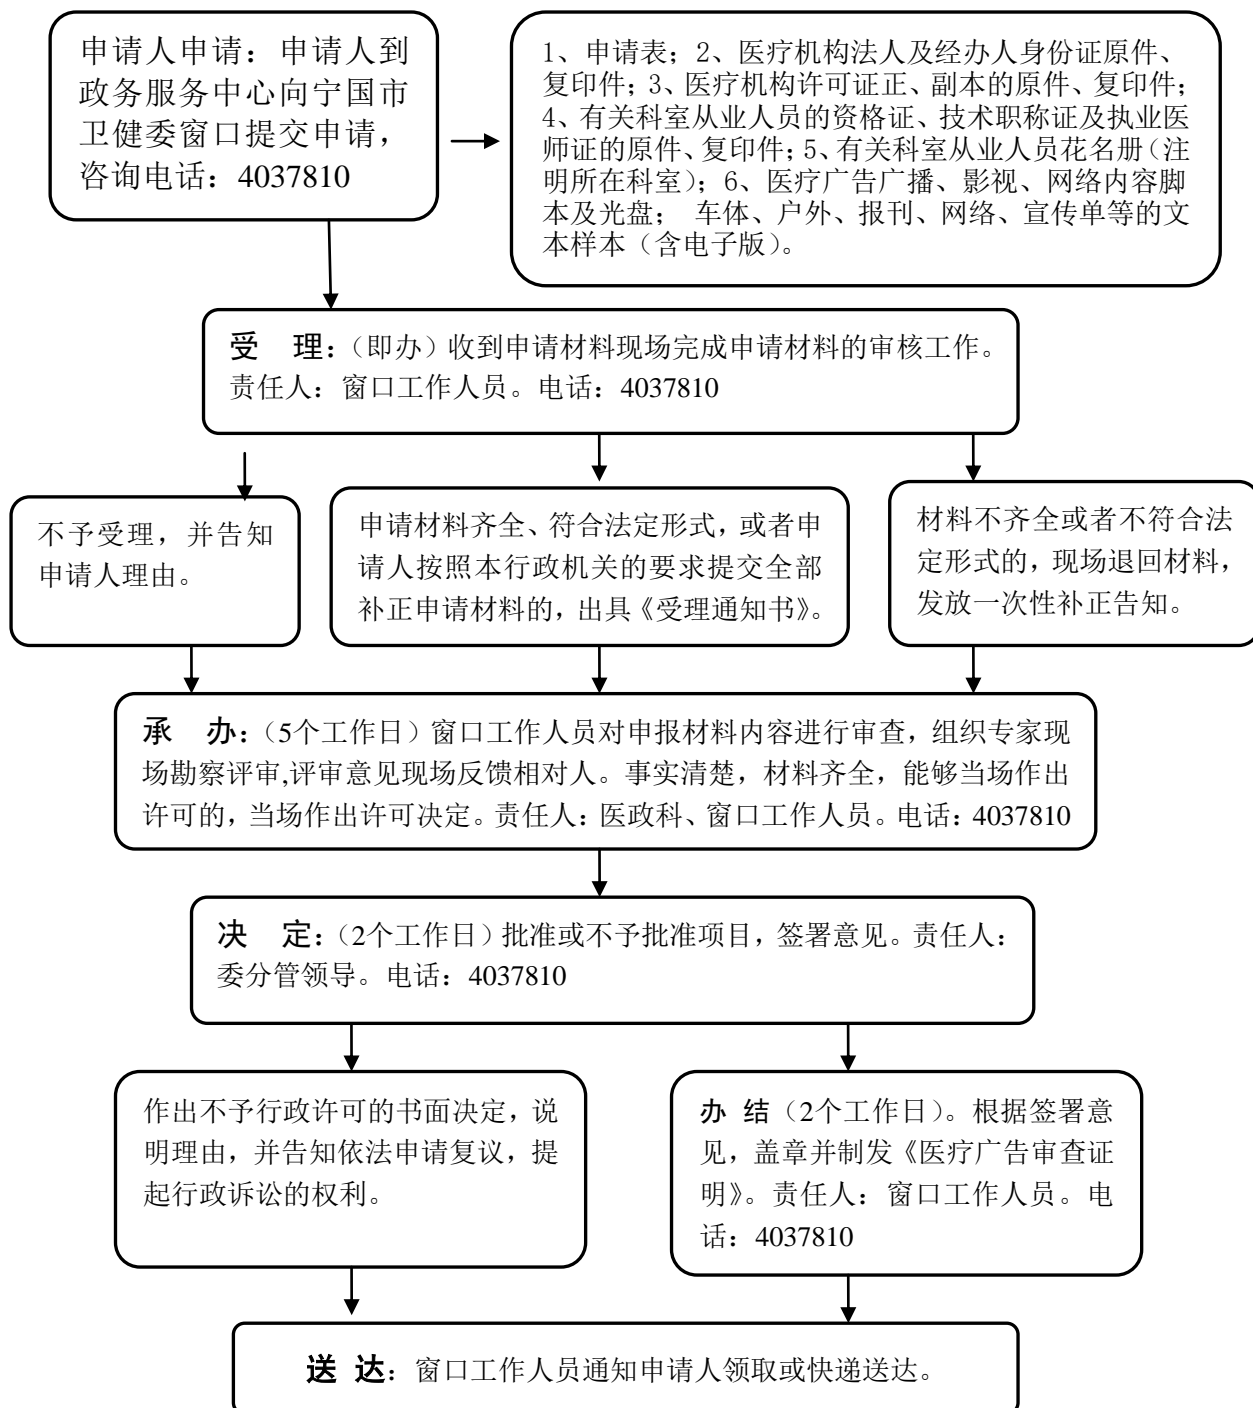 申请人申请：申请人到
政务服务中心向宁国市
卫健委窗口提交申请，
咨询电话：4037810
1、申请表；2、医疗机构法人及经办人身份证原件、
复印件；3、医疗机构许可证正、副本的原件、复印件；
4、有关科室从业人员的资格证、技术职称证及执业医
师证的原件、复印件；5、有关科室从业人员花名册（注
明所在科室）；6、医疗广告广播、影视、网络内容脚
本及光盘； 车体、户外、报刊、网络、宣传单等的文
本样本（含电子版）。
受 理：（即办）收到申请材料现场完成申请材料的审核工作。
责任人：窗口工作人员。电话：4037810
不予受理，并告知
申请人理由。
申请材料齐全、符合法定形式，或者申
请人按照本行政机关的要求提交全部
补正申请材料的，出具《受理通知书》。
材料不齐全或者不符合法
定形式的，现场退回材料，
发放一次性补正告知。
承 办：（5个工作日）窗口工作人员对申报材料内容进行审查，组织专家现
场勘察评审,评审意见现场反馈相对人。事实清楚，材料齐全，能够当场作出
许可的，当场作出许可决定。责任人：医政科、窗口工作人员。电话：4037810
决 定：（2个工作日）批准或不予批准项目，签署意见。责任人：
委分管领导。电话：4037810
作出不予行政许可的书面决定，说
明理由，并告知依法申请复议，提
起行政诉讼的权利。
办 结（2个工作日）。根据签署意
见，盖章并制发《医疗广告审查证
明》。责任人：窗口工作人员。电
话：4037810
送 达：窗口工作人员通知申请人领取或快递送达。